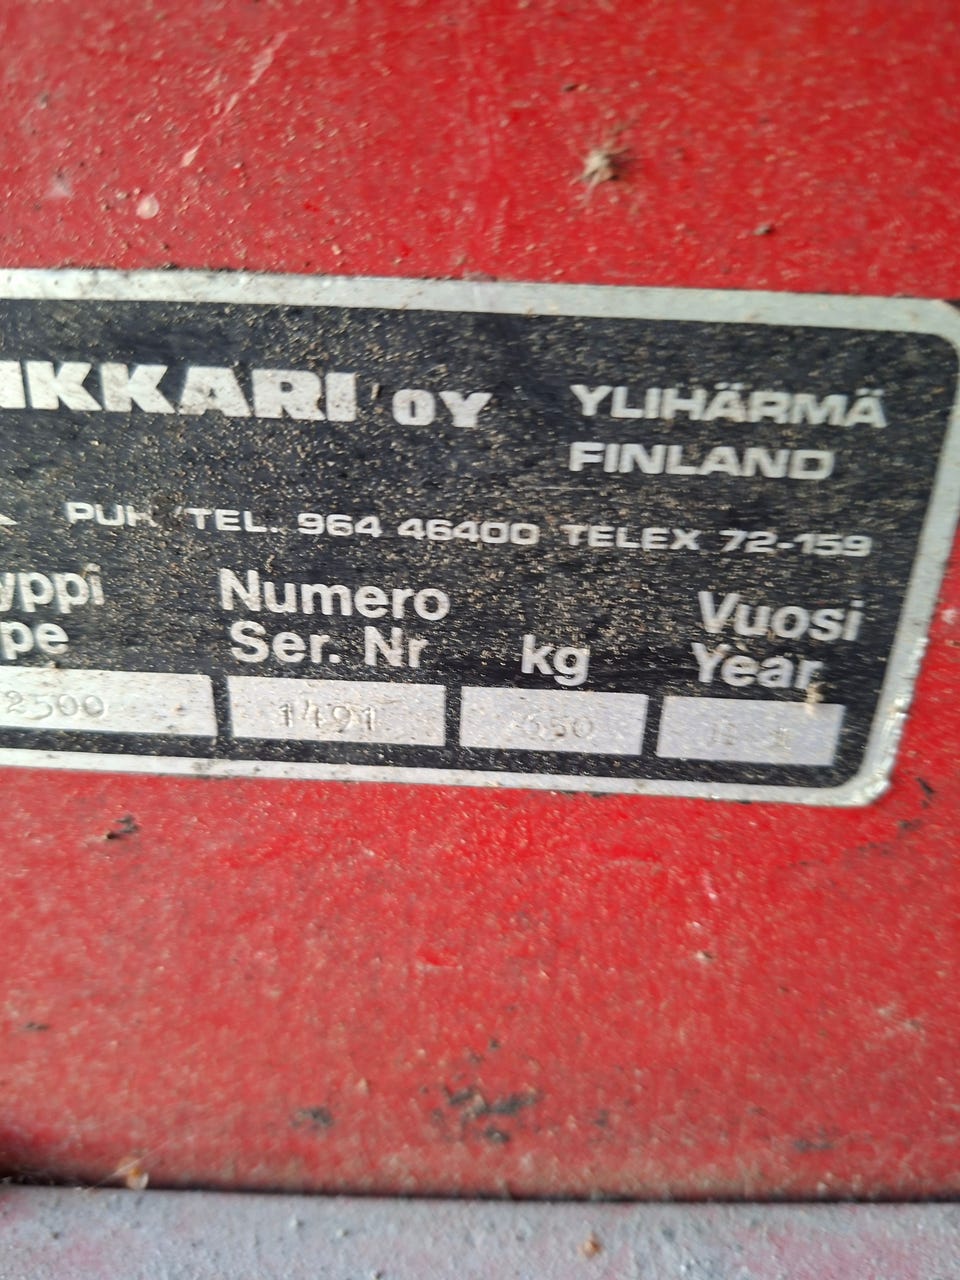 IKKARI OY YLIHÄRMÄ
FINLAND
PUH/TEL. 964 46400 TELEX 72-159
yppi Numero Vuosi
pe Ser. Nr kg Year
2500 1491